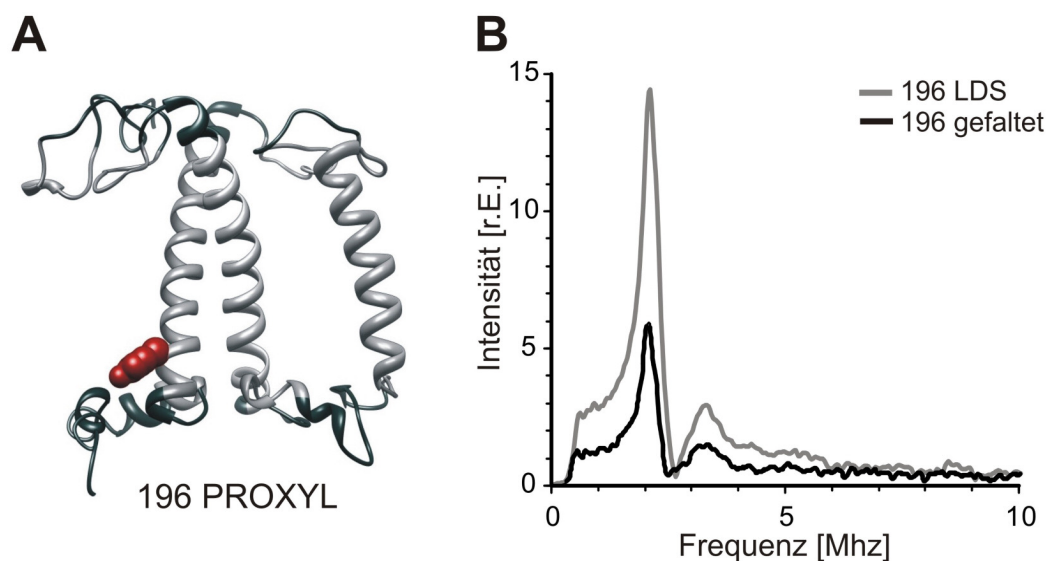 A
196 PROXYL
B
15
10
5
0
Intensität [r.E.]
196 LDS
196 gefaltet
0
5
10
Frequenz [Mhz]